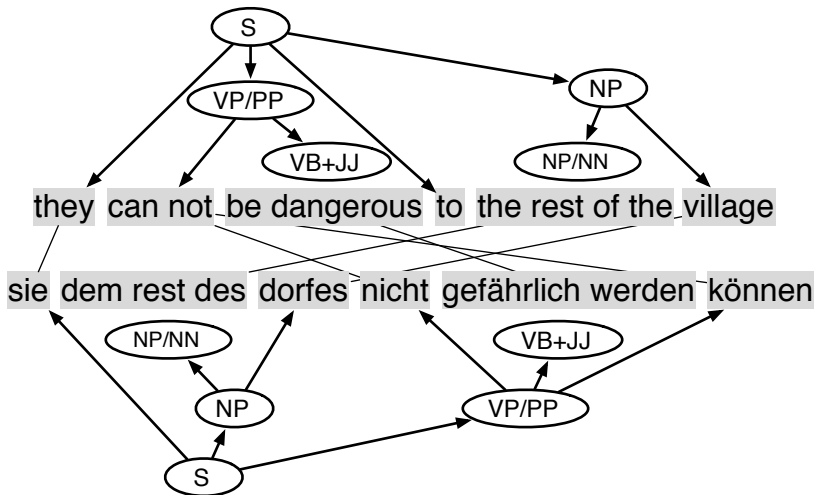 S
VP/PP NP
VB+JJ NP/NN
they can not be dangerous to the rest of the village
sie dem rest des dorfes nicht gefährlich werden können
NP/NN VB+JJ
NP VP/PP
S